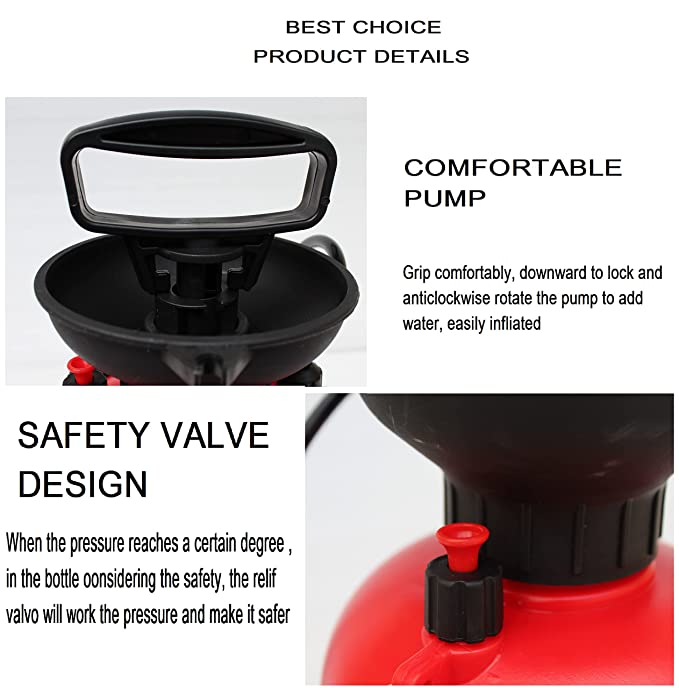 BEST CHOICE
PRODUCT DETAILS
COMFORTABLE
PUMP
Grip comfortably, downward to lock and
anticlockwise rotate the pump to add
water, easily infliated
SAFETY VALVE
DESIGN
When the pressure reaches a certain degree ,
in the bottle oonsidering the safety, the relif
valvo will work the pressure and make it safer